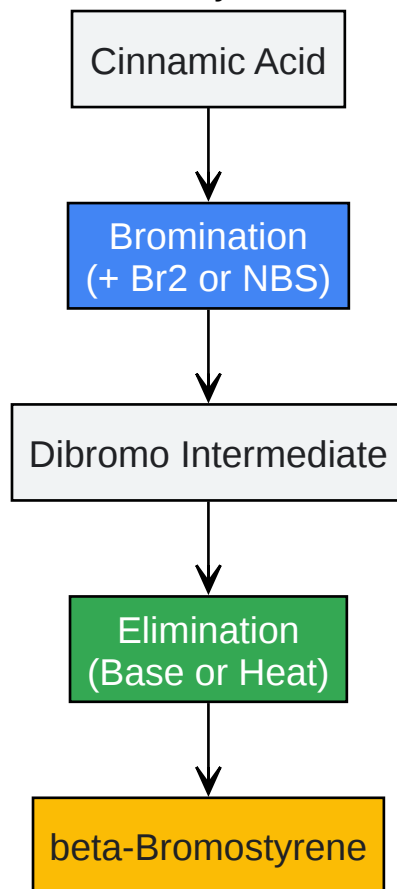 Cinnamic Acid
Bromination
(+ Br2 or NBS)
Dibromo Intermediate
Elimination
(Base or Heat)
beta-Bromostyrene